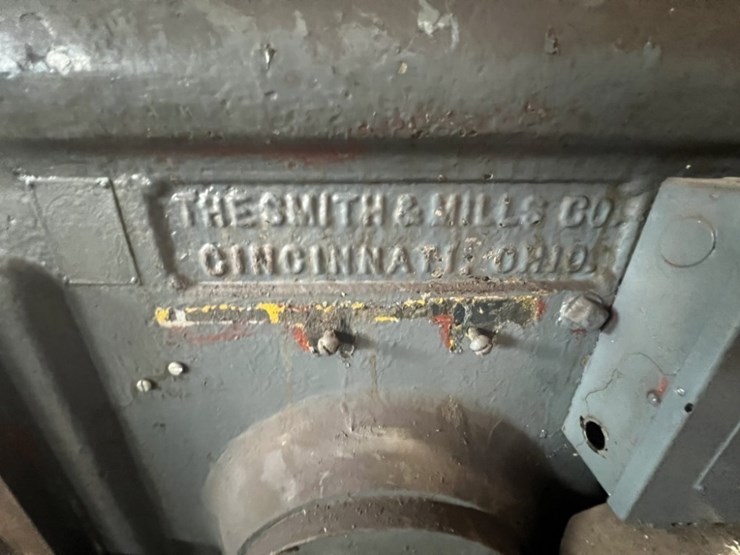 THE SMITH & MILLS CO.
CINCINNATI, OHIO.